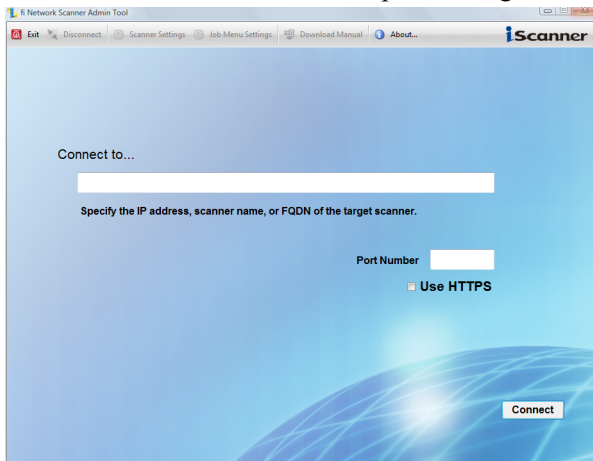 fi Network Scanner Admin Tool
Exit Disconnect Scanner Settings Job Menu Settings Download Manual About... iScanner
Connect to...
Specify the IP address, scanner name, or FQDN of the target scanner.
Port Number
Use HTTPS
Connect